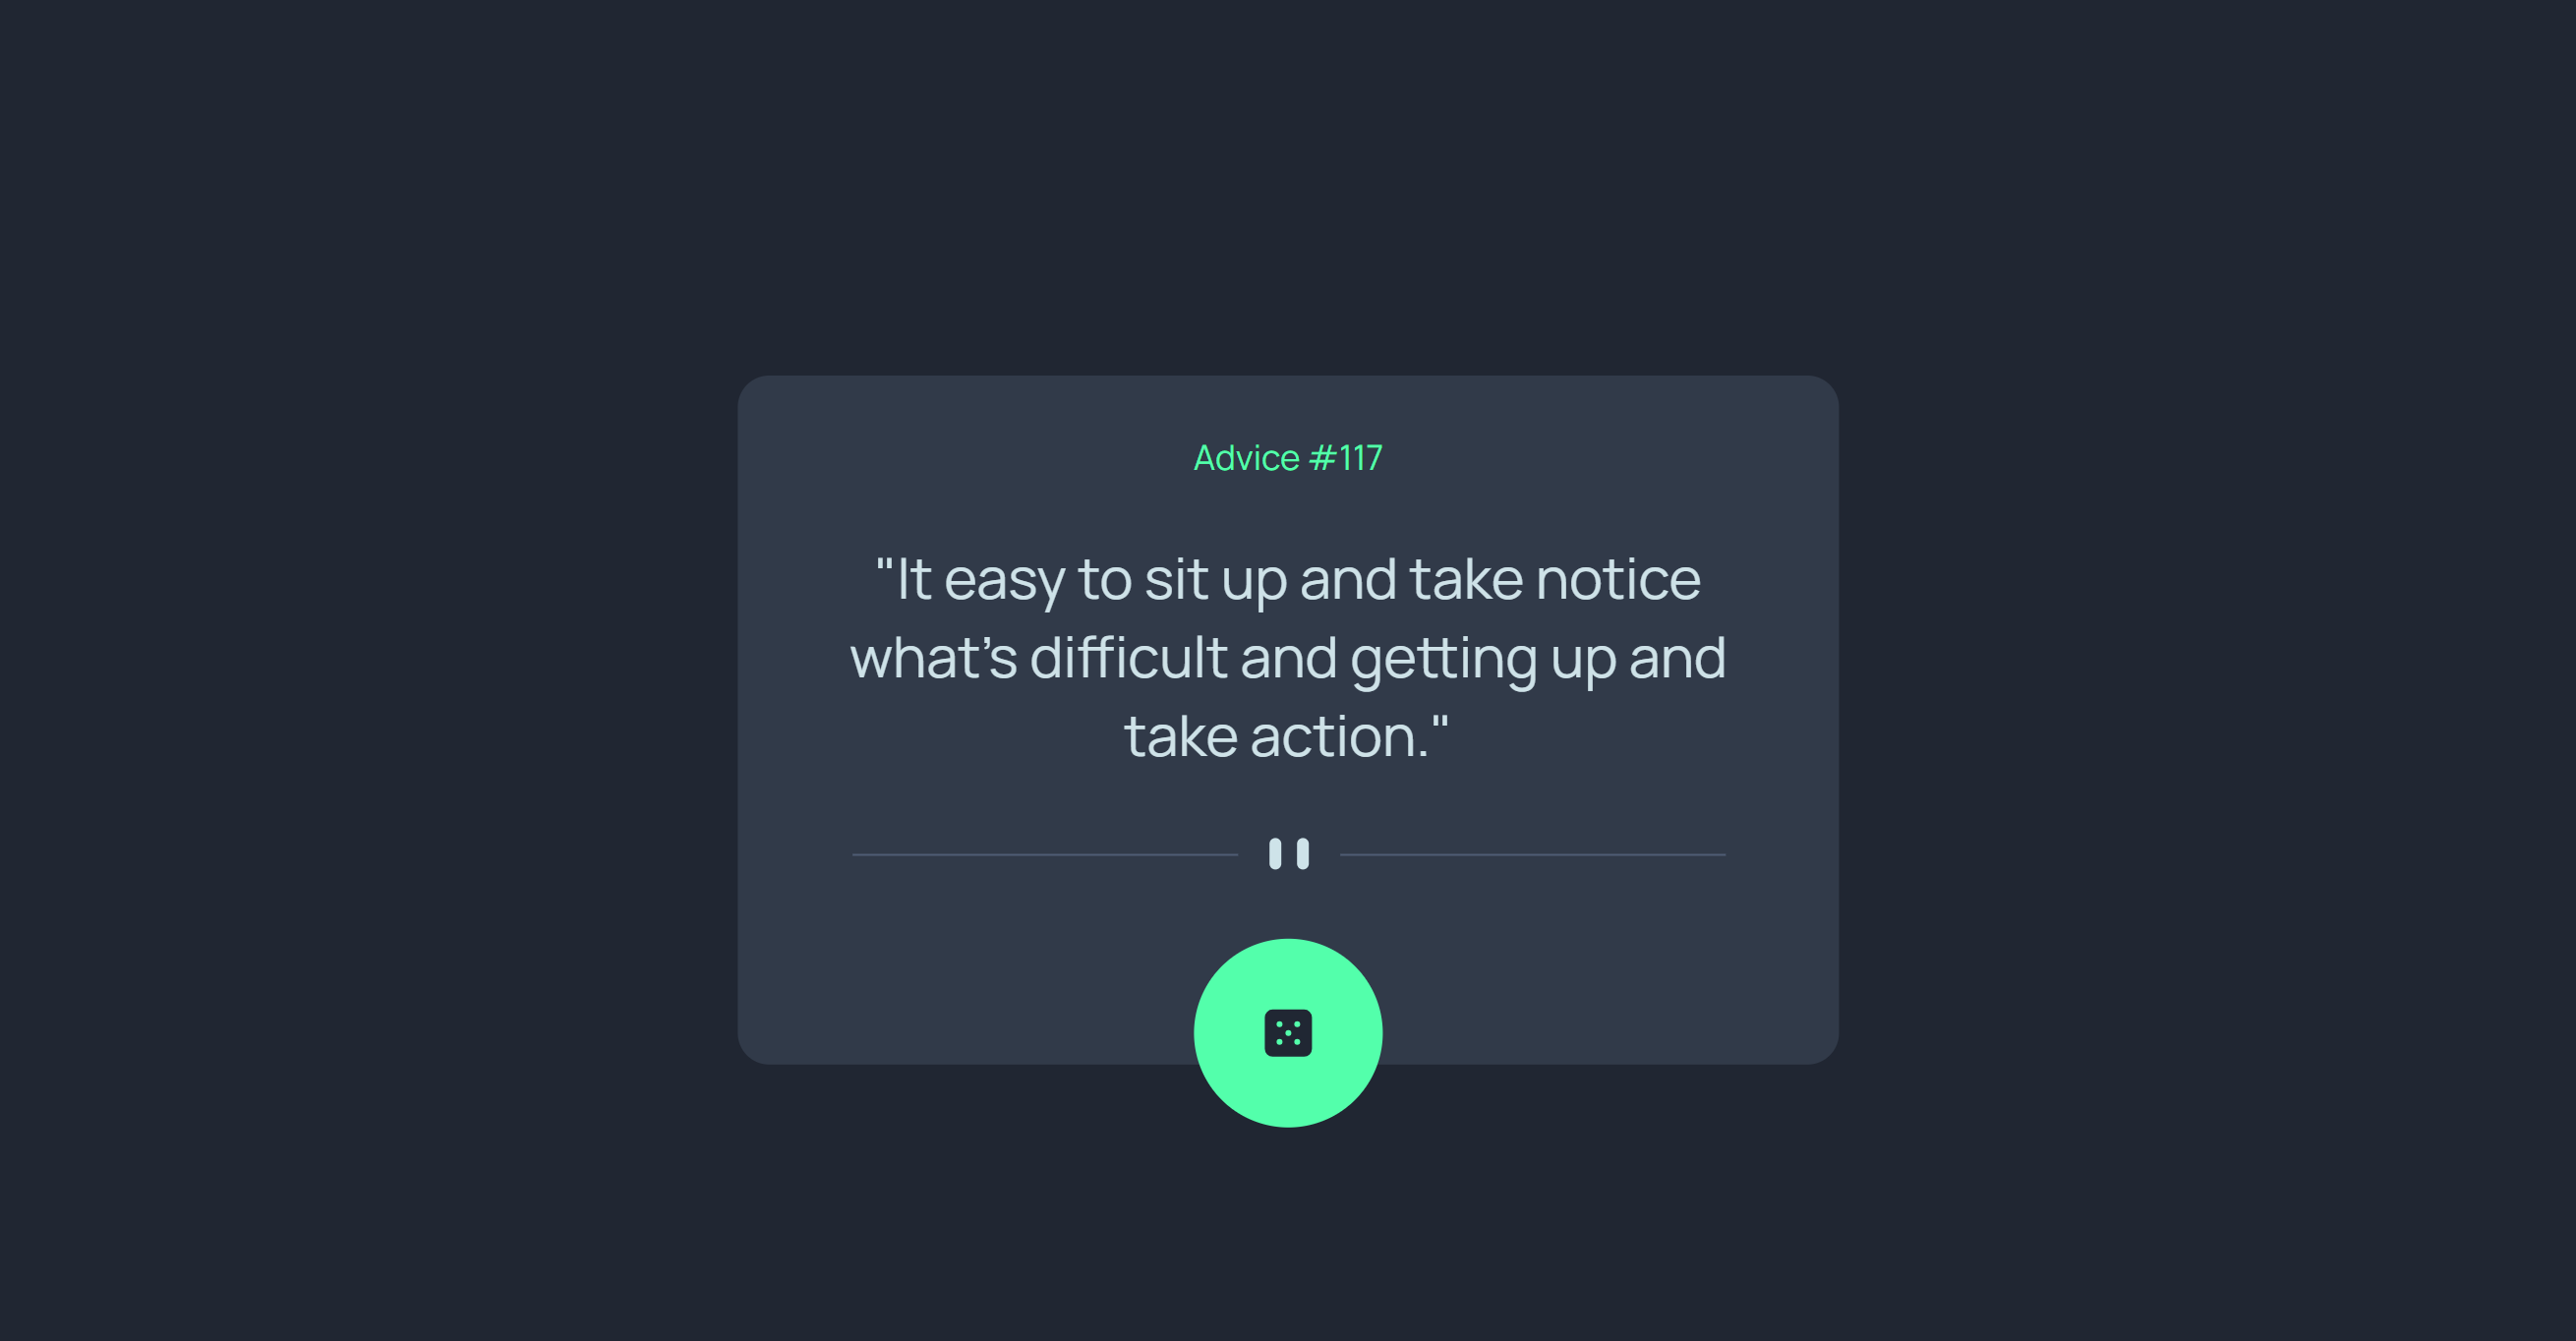 Advice #117
"It easy to sit up and take notice
what’s difficult and getting up and
take action."